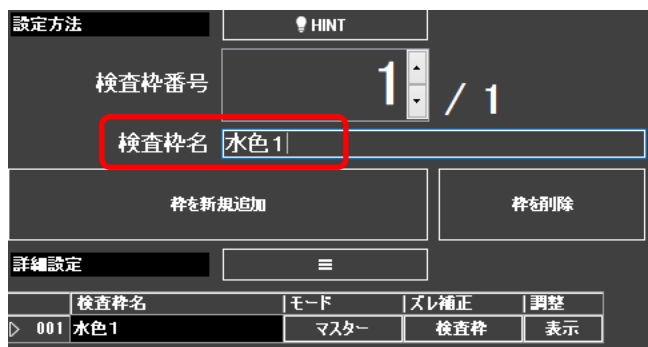 設定方法 HINT
検査枠番号 1 / 1
検査枠名 水色1
枠を新規追加 枠を削除
詳細設定 ≡
検査枠名 モード ズレ補正 調整
001 水色1 マスター 検査枠 表示